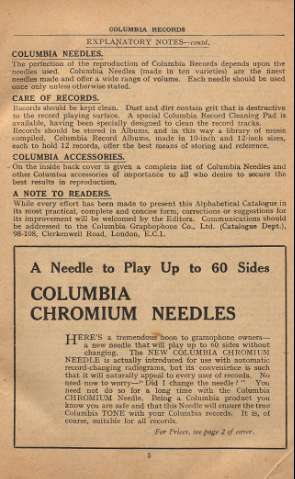 COLUMBIA RECORDS
EXPLANATORY NOTES—contd.
COLUMBIA NEEDLES.
The perfection of the reproduction of Columbia Records depends upon the
needles used. Columbia Needles (made in ten varieties) are the finest
needles made and offer a wide range of volume. Each needle should be used
once only unless otherwise stated.
CARE OF RECORDS.
Records should be kept clean. Dust and dirt contain grit that is destructive
to the record playing surface. A special Columbia Record Cleaning Pad is
available, having been specially designed to clean the record tracks.
Records should be stored in Albums, and in this way a library of music
compiled. Columbia Record Albums, made in 10-inch and 12-inch sizes,
each to hold 12 records, offer the best means of storing and reference.
COLUMBIA ACCESSORIES.
On the inside back cover is given a complete list of Columbia Needles and
other Columbia accessories of importance to all who desire to secure the
best results in reproduction.
A NOTE TO READERS.
While every effort has been made to present this Alphabetical Catalogue in
its most practical, complete and concise form, corrections or suggestions for
its improvement will be welcomed by the Editors. Communications should
be addressed to the Columbia Graphophone Co., Ltd. (Catalogue Dept.),
98-108, Clerkenwell Road, London, E.C.1.
A Needle to Play Up to 60 Sides
COLUMBIA
CHROMIUM NEEDLES
HERE'S a tremendous boon to gramophone owners—
a new needle that will play up to 60 sides without
changing. The NEW COLUMBIA CHROMIUM
NEEDLE is actually introduced for use with automatic
record-changing radiograms, but its convenience is such
that it will naturally appeal to every user of records. No
need now to worry—"Did I change the needle?" You
need not do so for a long time with the Columbia
CHROMIUM Needle. Being a Columbia product you
know you are safe and that this Needle will ensure the true
Columbia TONE with your Columbia records. It is, of
course, suitable for all records.
For Prices, see page 2 of cover.